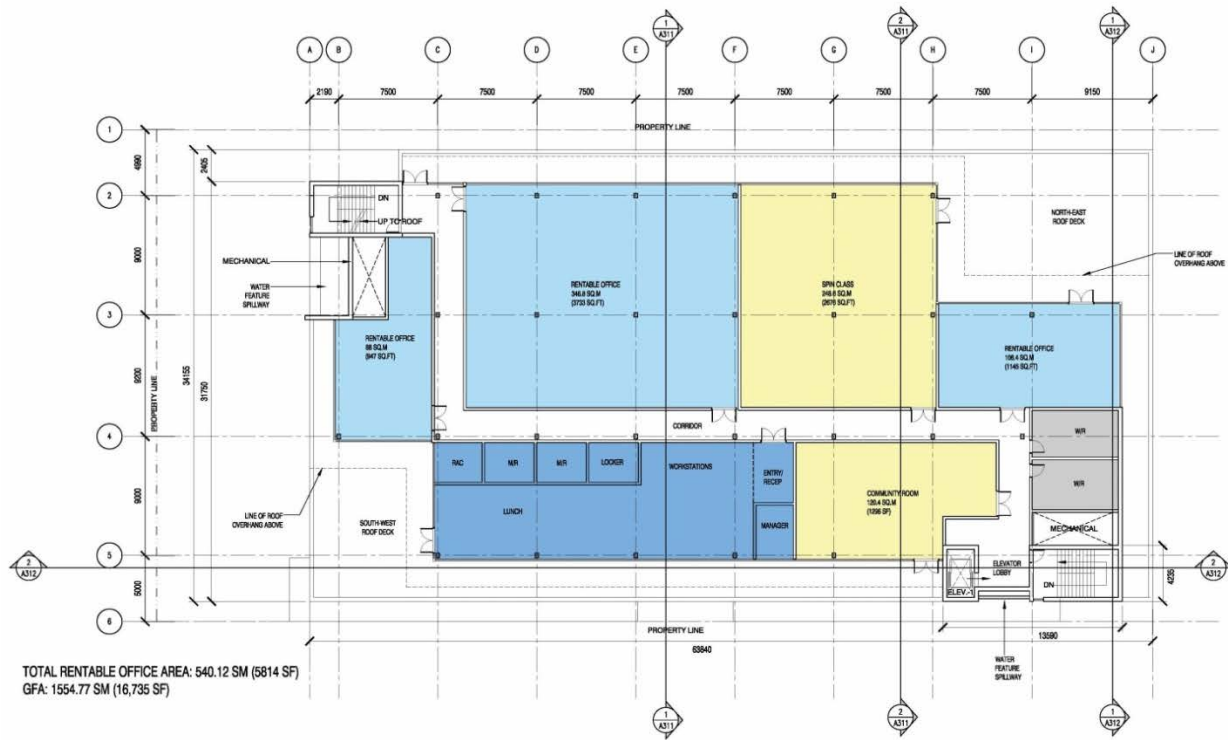 1
A311
2
A311
1
A312
A
B
C
D
E
F
G
H
I
J
2190
7500
7500
7500
7500
7500
7500
7500
9150
1
PROPERTY LINE
4990
2405
2
DN
UP TO ROOF
NORTH-EAST
ROOF DECK
9000
MECHANICAL
LINE OF ROOF
OVERHANG ABOVE
WATER
FEATURE
SPILLWAY
RENTABLE OFFICE
346.8 SQ.M
(3733 SQ.FT)
SPIN CLASS
248.6 SQ.M
(2676 SQ.FT)
3
RENTABLE OFFICE
88 SQ.M
(947 SQ.FT)
RENTABLE OFFICE
106.4 SQ.M
(1145 SQ.FT)
34155
31750
9200
PROPERTY LINE
4
CORRIDOR
W/R
RAC
M/R
M/R
LOCKER
WORKSTATIONS
ENTRY/
RECEP
W/R
9000
LUNCH
COMMUNITY ROOM
120.4 SQ.M
(1296 SF)
LINE OF ROOF
OVERHANG ABOVE
SOUTH-WEST
ROOF DECK
MANAGER
MECHANICAL
5
2
A312
ELEVATOR
LOBBY
ELEV.-1
DN
4235
2
A312
5000
6
PROPERTY LINE
13590
63840
WATER
FEATURE
SPILLWAY
TOTAL RENTABLE OFFICE AREA: 540.12 SM (5814 SF)
GFA: 1554.77 SM (16,735 SF)
1
A311
2
A311
1
A312